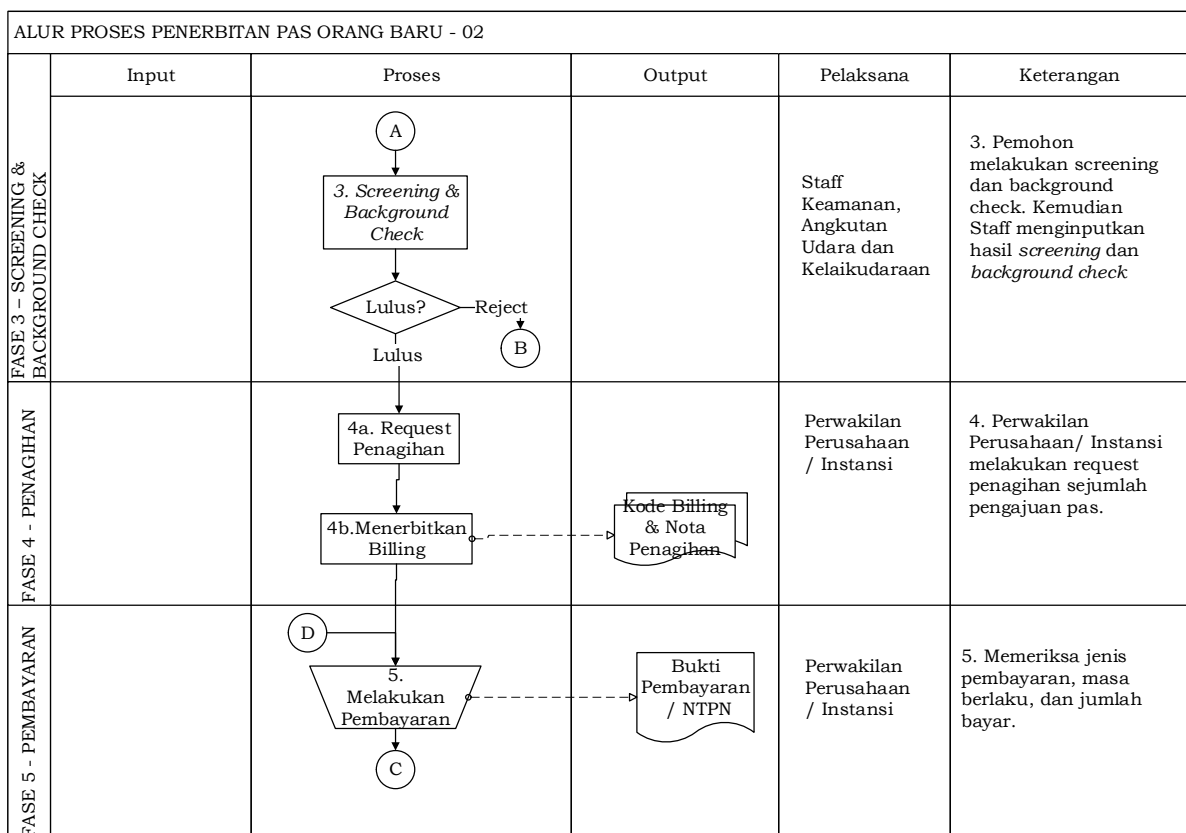 ALUR PROSES PENERBITAN PAS ORANG BARU - 02
Input
Proses
Output
Pelaksana
Keterangan
FASE 3 – SCREENING &
BACKGROUND CHECK
A
3. Screening &
Background
Check
Lulus?
Reject
B
Lulus
Staff
Keamanan,
Angkutan
Udara dan
Kelaikudaraan
3. Pemohon
melakukan screening
dan background
check. Kemudian
Staff menginputkan
hasil screening dan
background check
FASE 4 - PENAGIHAN
4a. Request
Penagihan
4b.Menerbitkan
Billing
Kode Billing
& Nota
Penagihan
Perwakilan
Perusahaan
/ Instansi
4. Perwakilan
Perusahaan/ Instansi
melakukan request
penagihan sejumlah
pengajuan pas.
FASE 5 - PEMBAYARAN
D
5.
Melakukan
Pembayaran
C
Bukti
Pembayaran
/ NTPN
Perwakilan
Perusahaan
/ Instansi
5. Memeriksa jenis
pembayaran, masa
berlaku, dan jumlah
bayar.